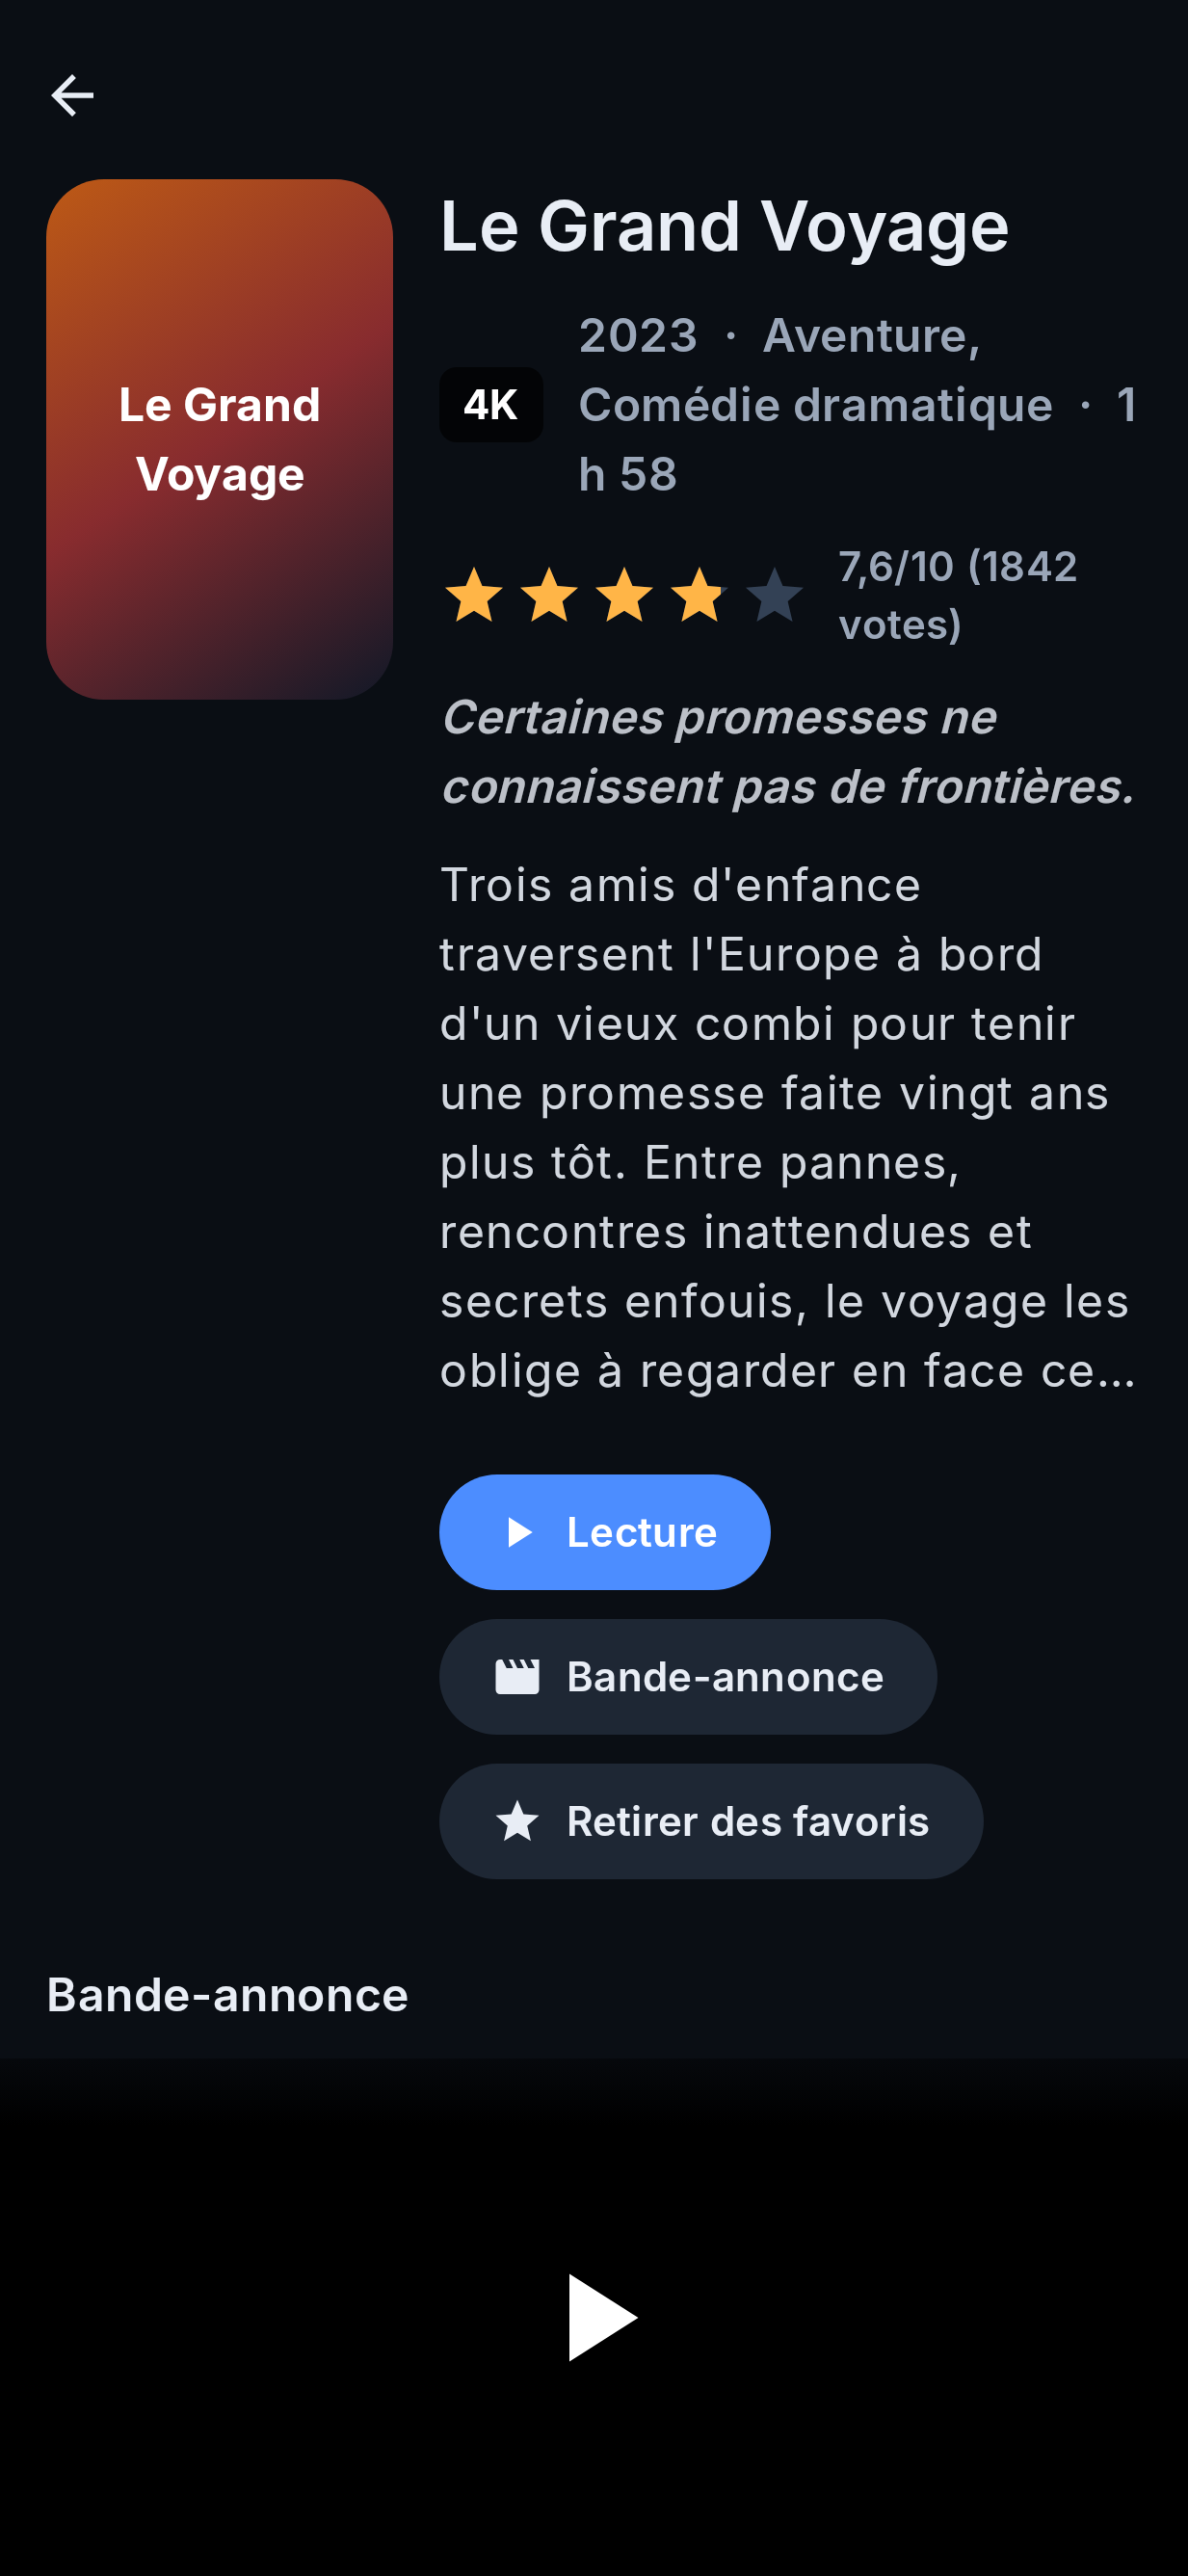 Le Grand
Voyage
Le Grand Voyage
4K
2023 · Aventure,
Comédie dramatique · 1
h 58
7,6/10 (1842
votes)
Certaines promesses ne
connaissent pas de frontières.
Trois amis d'enfance
traversent l'Europe à bord
d'un vieux combi pour tenir
une promesse faite vingt ans
plus tôt. Entre pannes,
rencontres inattendues et
secrets enfouis, le voyage les
oblige à regarder en face ce…
Lecture
Bande-annonce
Retirer des favoris
Bande-annonce